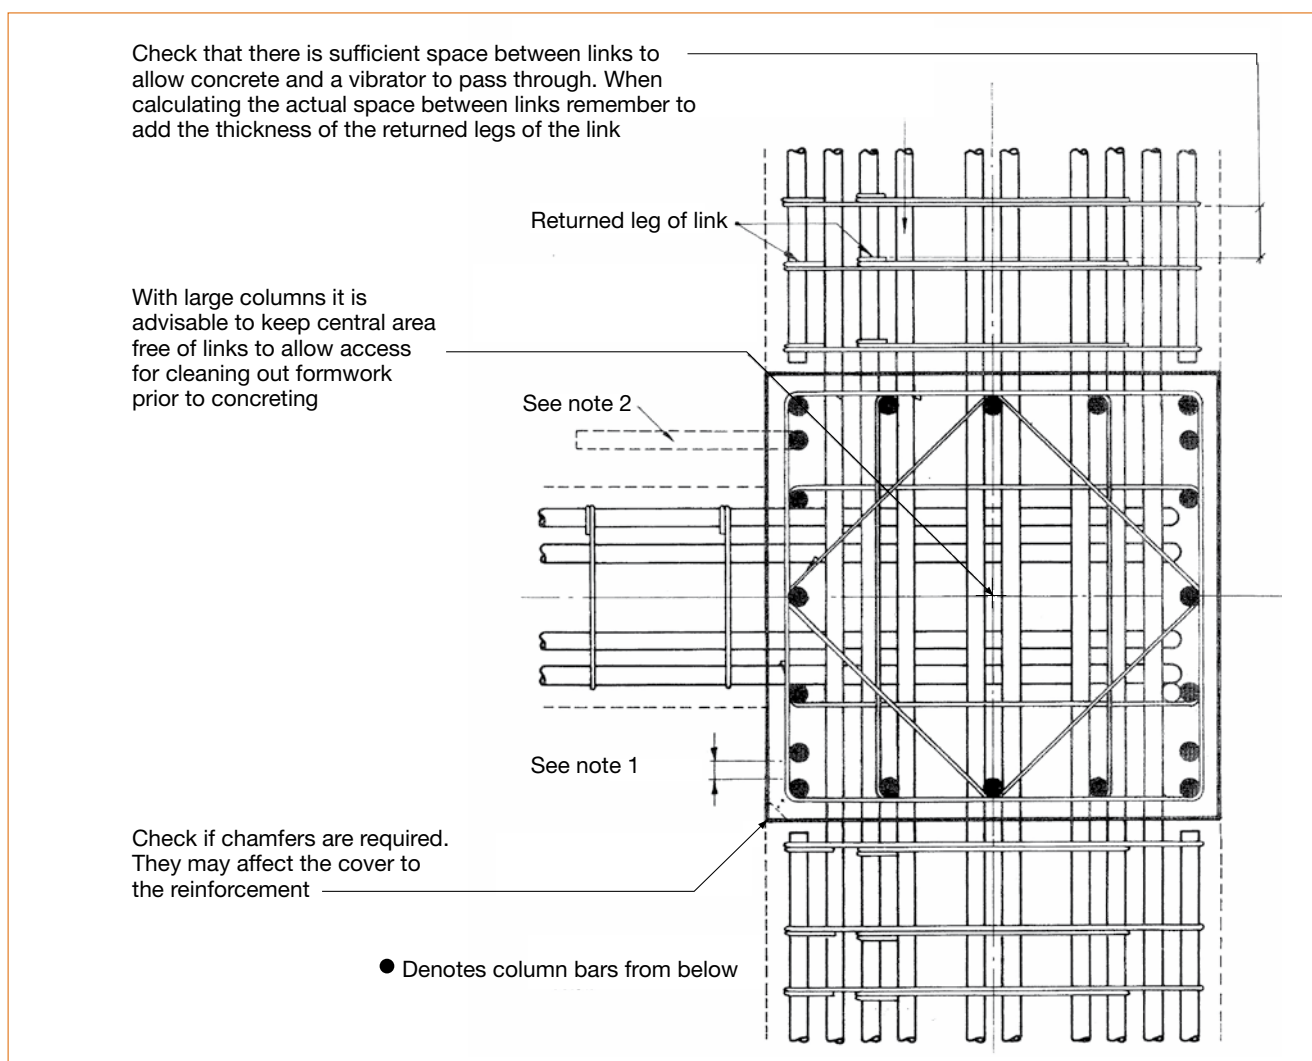 Check that there is sufficient space between links to
allow concrete and a vibrator to pass through. When
calculating the actual space between links remember to
add the thickness of the returned legs of the link
Returned leg of link
With large columns it is
advisable to keep central area
free of links to allow access
for cleaning out formwork
prior to concreting
See note 2
See note 1
Check if chamfers are required.
They may affect the cover to
the reinforcement
Denotes column bars from below